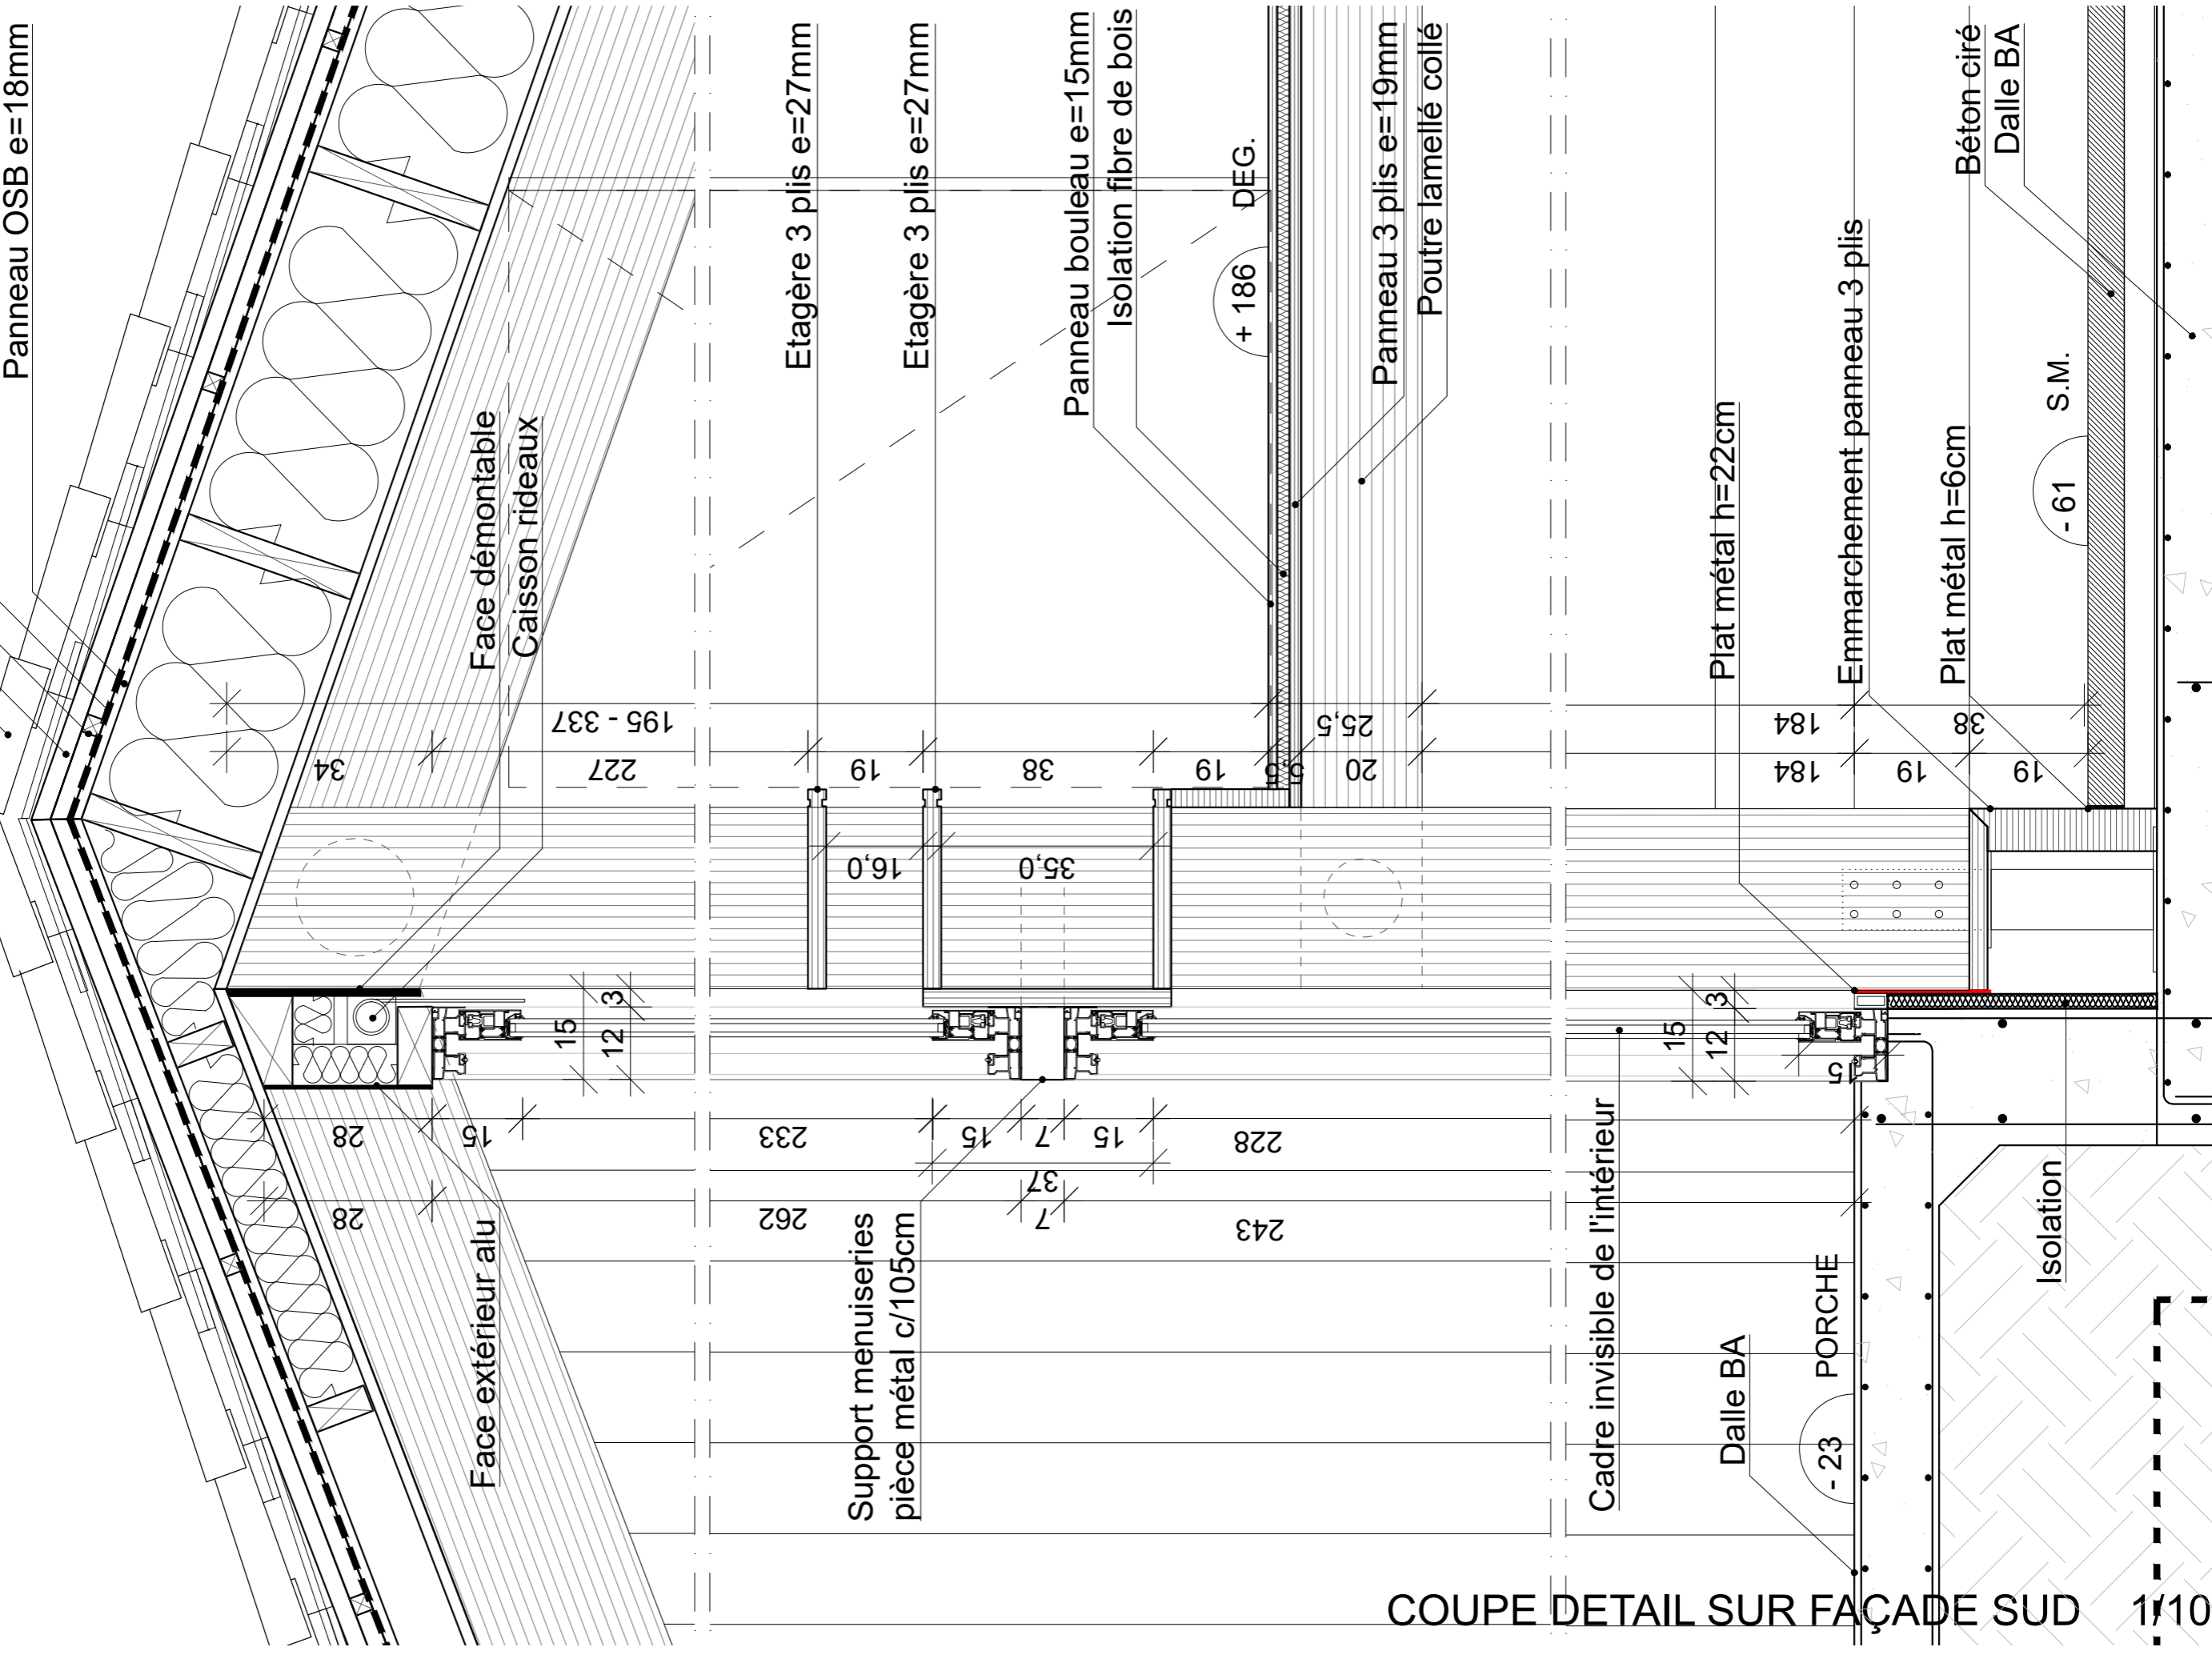 Panneau OSB e=18mm
Face démontable
Caisson rideaux
Etagère 3 plis e=27mm
Etagère 3 plis e=27mm
Panneau bouleau e=15mm
Isolation fibre de bois
DEG.
+ 186
Panneau 3 plis e=19mm
Poutre lamellé collé
Plat métal h=22cm
Emmarchement panneau 3 plis
Plat métal h=6cm
Béton ciré
Dalle BA
S.M.
- 61
195 - 337
25,5
184
38
34
227
19
38
19
5,5
20
184
19
19
16,0
35,0
15
3
12
15
3
12
15
28
15
233
15
7
15
228
37
28
262
7
243
Face extérieur alu
Support menuiseries
pièce métal c/105cm
Cadre invisible de l'intérieur
Dalle BA
PORCHE
- 23
Isolation
COUPE DETAIL SUR FAÇADE SUD 1/10